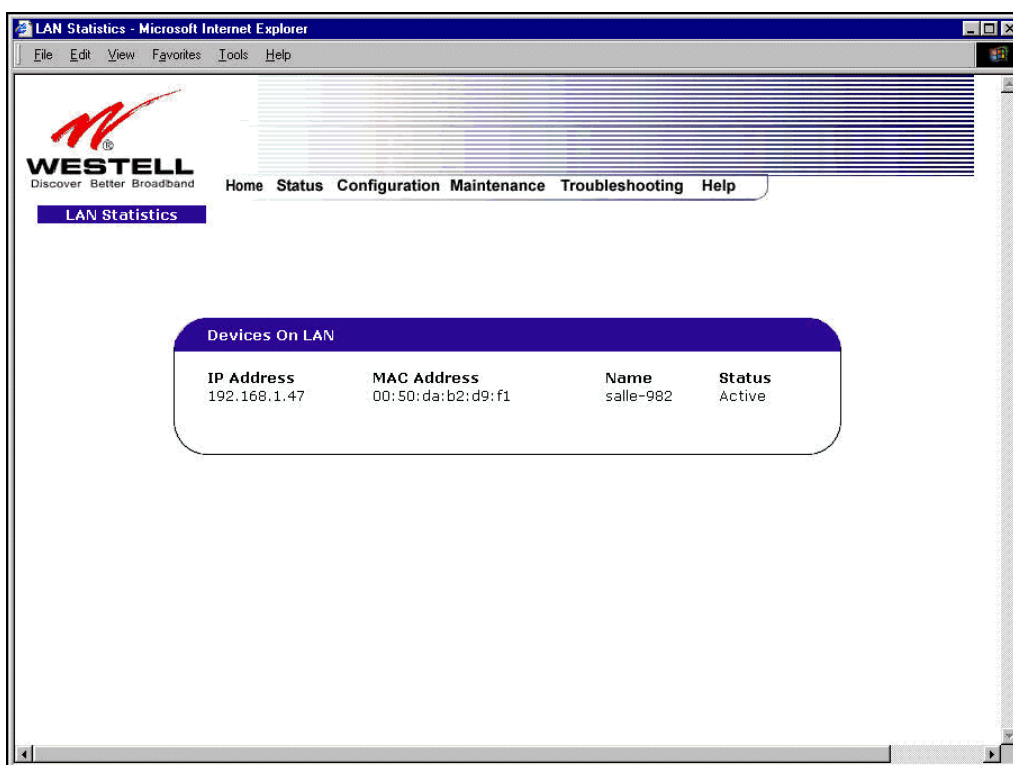 LAN Statistics - Microsoft Internet Explorer
File Edit View Favorites Tools Help
WESTELL
®
Discover Better Broadband
Home Status Configuration Maintenance Troubleshooting Help
LAN Statistics
Devices On LAN
IP Address MAC Address Name Status
192.168.1.47 00:50:da:b2:d9:f1 salle-982 Active